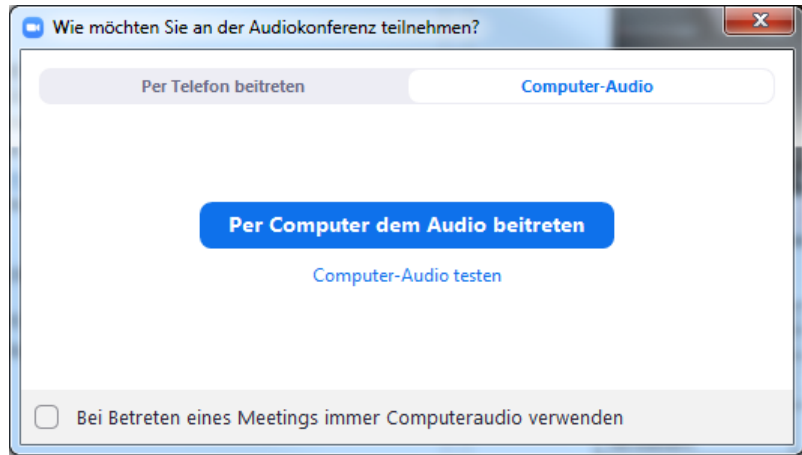 Wie möchten Sie an der Audiokonferenz teilnehmen?
Per Telefon beitreten
Computer-Audio
Per Computer dem Audio beitreten
Computer-Audio testen
Bei Betreten eines Meetings immer Computeraudio verwenden